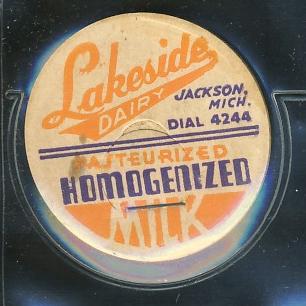 Lakeside
DAIRY
JACKSON,
MICH.
DIAL 4244
PASTEURIZED
HOMOGENIZED
MILK